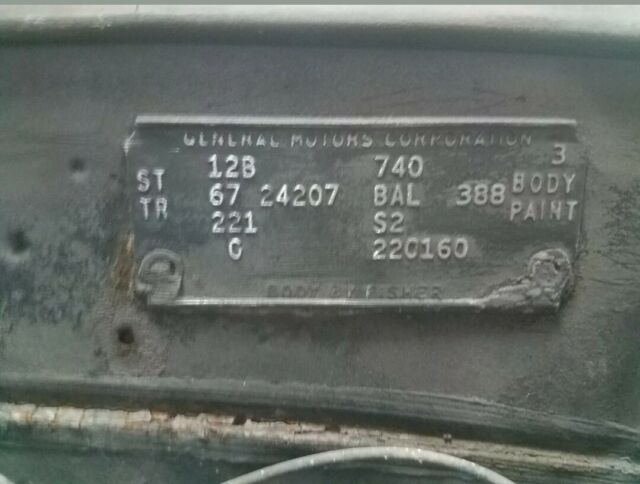 GENERAL MOTORS CORPORATION
12B 740 3
ST 67 24207 BAL 388 BODY
TR 221 S2 PAINT
G 220160
BODY BY FISHER